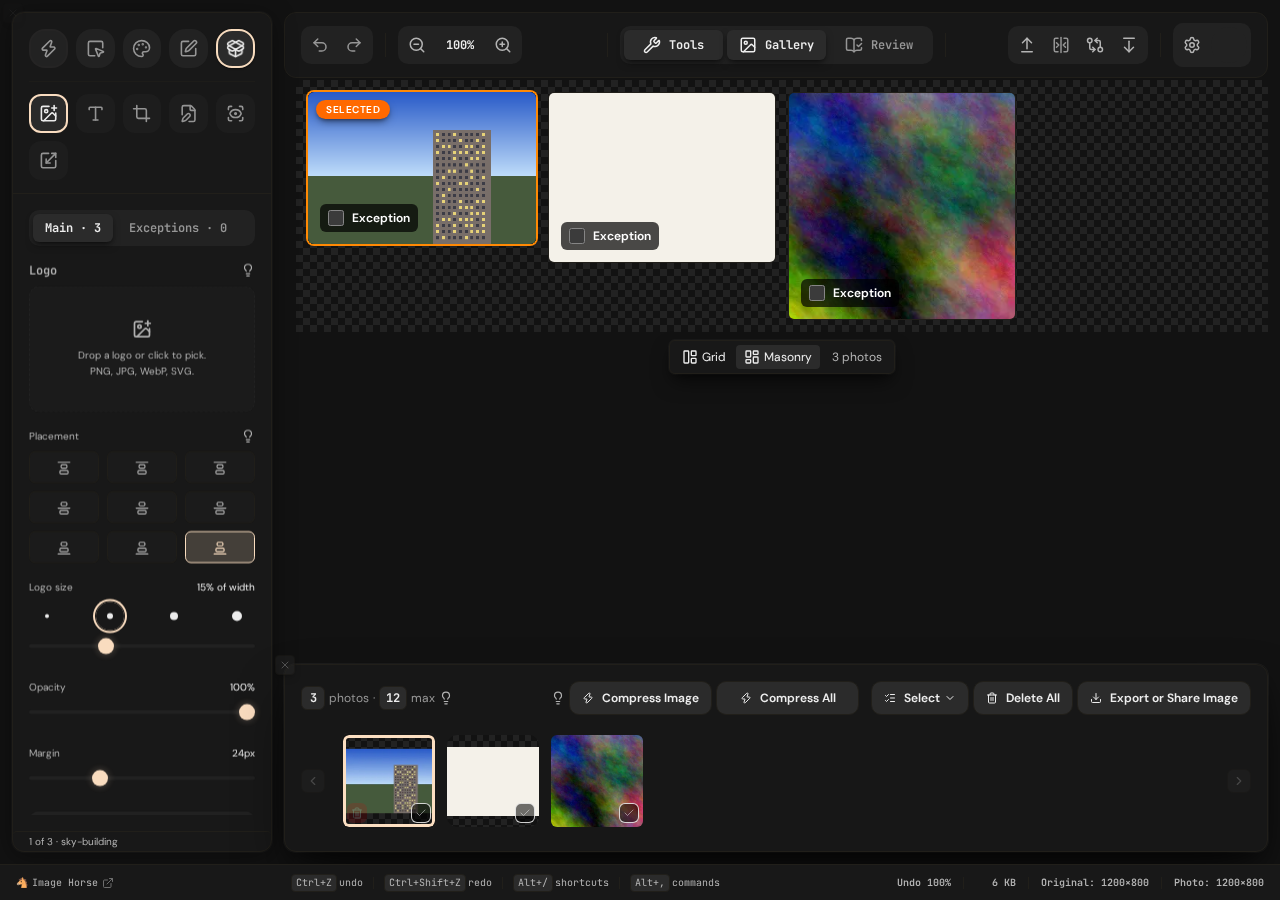 100%
Tools
Gallery
Review
Main · 3
Exceptions · 0
Logo
Drop a logo or click to pick.
PNG, JPG, WebP, SVG.
Placement
Logo size
15% of width
Opacity
100%
Margin
24px
1 of 3 · sky-building
SELECTED
Exception
Exception
Exception
Grid
Masonry
3 photos
3 photos · 12 max
Compress Image
Compress All
Select
Delete All
Export or Share Image
Image Horse
Ctrl+Z undo
Ctrl+Shift+Z redo
Alt+/ shortcuts
Alt+, commands
Undo 100%
6 KB
Original: 1200×800
Photo: 1200×800